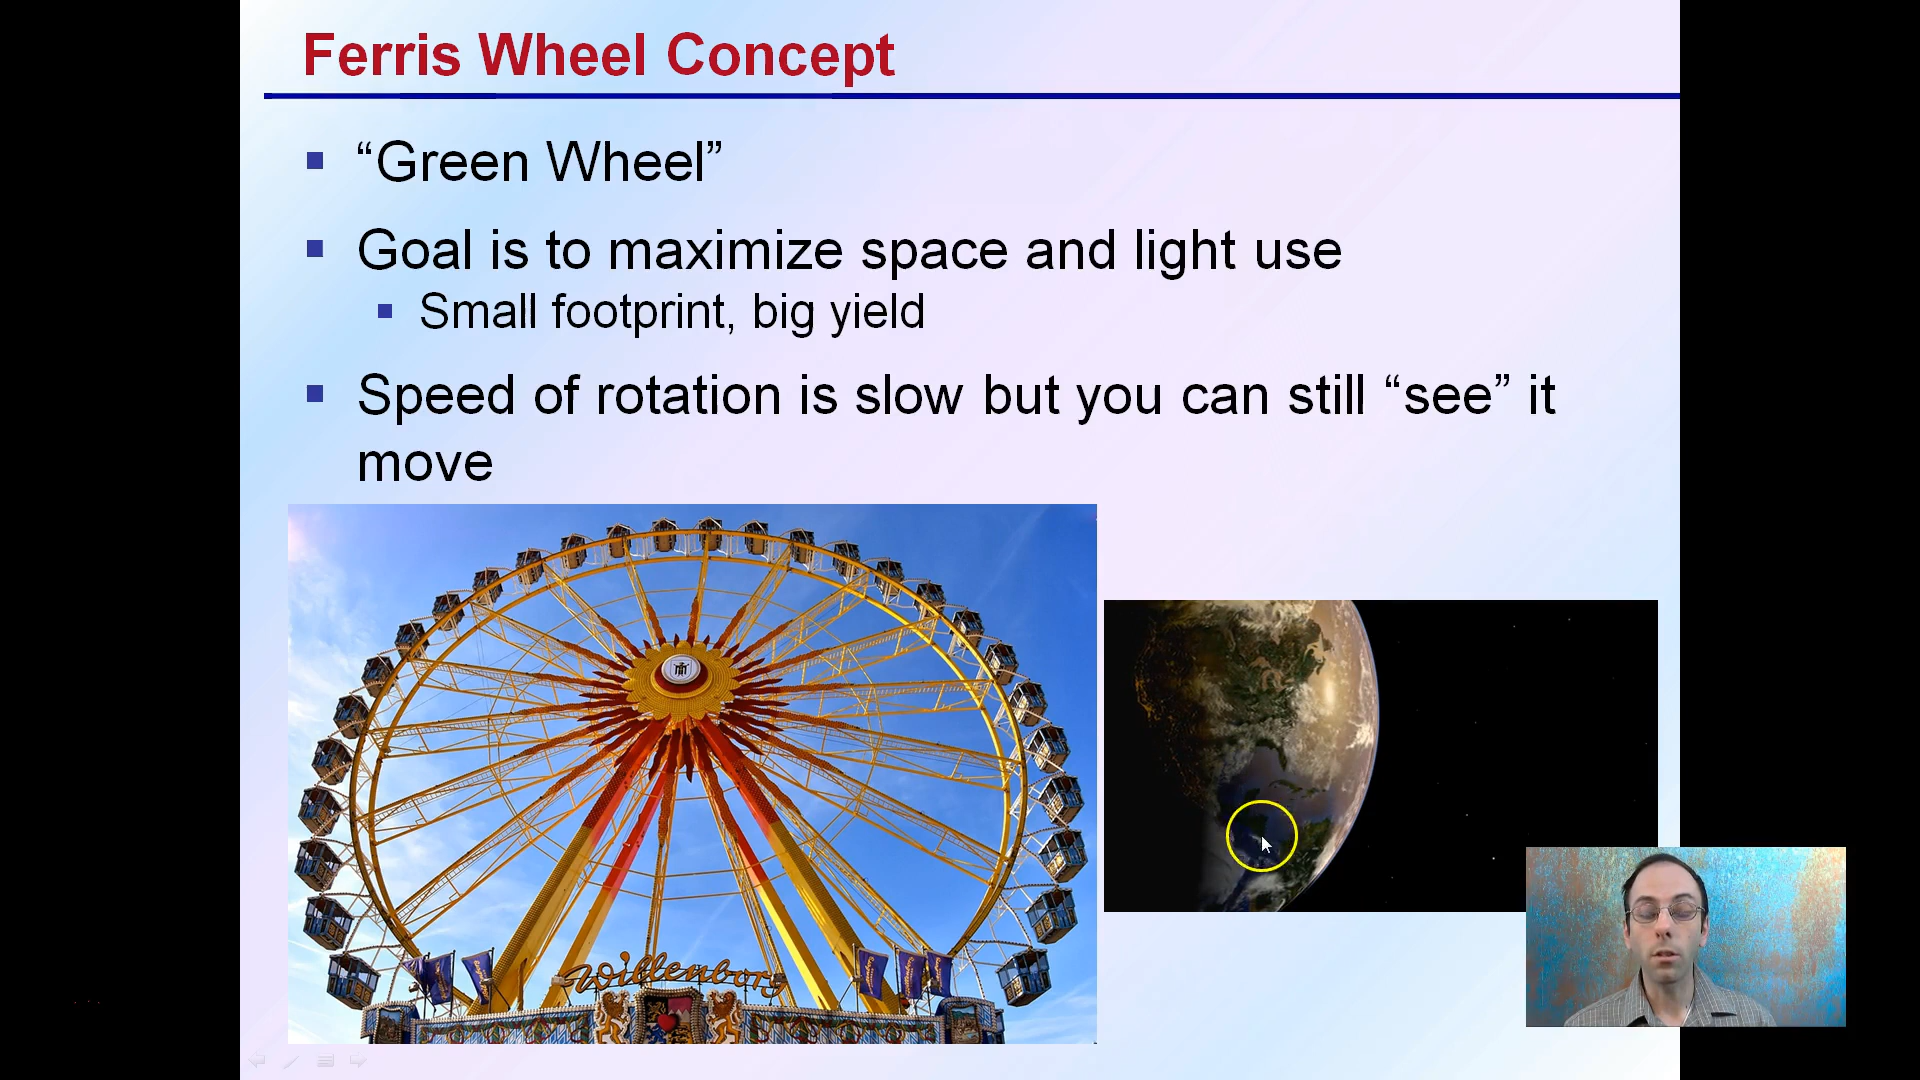 Ferris Wheel Concept
“Green Wheel”
Goal is to maximize space and light use
Small footprint, big yield
Speed of rotation is slow but you can still “see” it
move
Willenborg